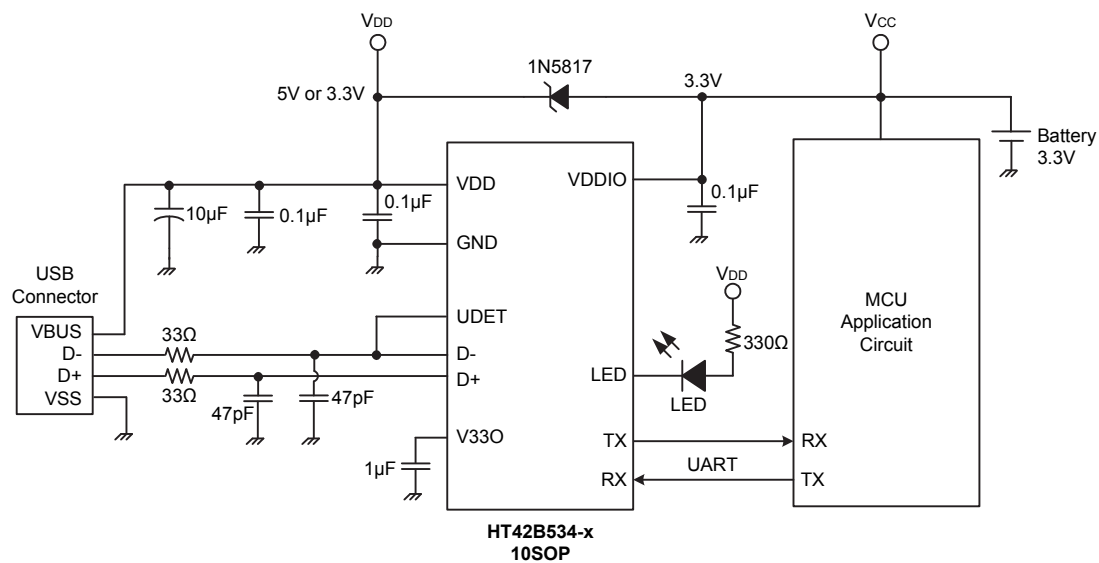 VDD
VCC
1N5817
5V or 3.3V
3.3V
Battery
3.3V
VDD
VDDIO
10µF
0.1µF
0.1µF
0.1µF
GND
USB
Connector
VDD
MCU
Application
Circuit
UDET
VBUS
33Ω
330Ω
D-
D-
D+
D+
LED
VSS
33Ω
47pF
47pF
LED
V33O
TX
RX
1µF
UART
RX
TX
HT42B534-x
10SOP